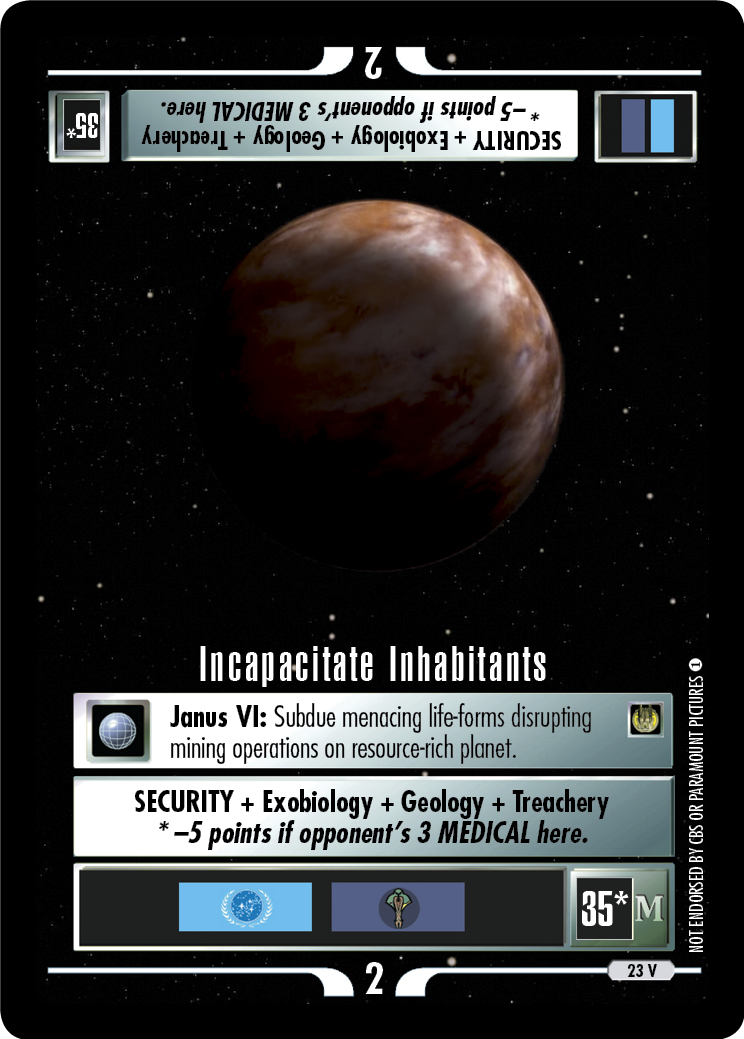 2
35*
SECURITY + Exobiology + Geology + Treachery
* –5 points if opponent's 3 MEDICAL here.
Incapacitate Inhabitants
Janus VI: Subdue menacing life-forms disrupting
mining operations on resource-rich planet.
SECURITY + Exobiology + Geology + Treachery
* –5 points if opponent's 3 MEDICAL here.
35* M
2
23 V
NOT ENDORSED BY CBS OR PARAMOUNT PICTURES 1